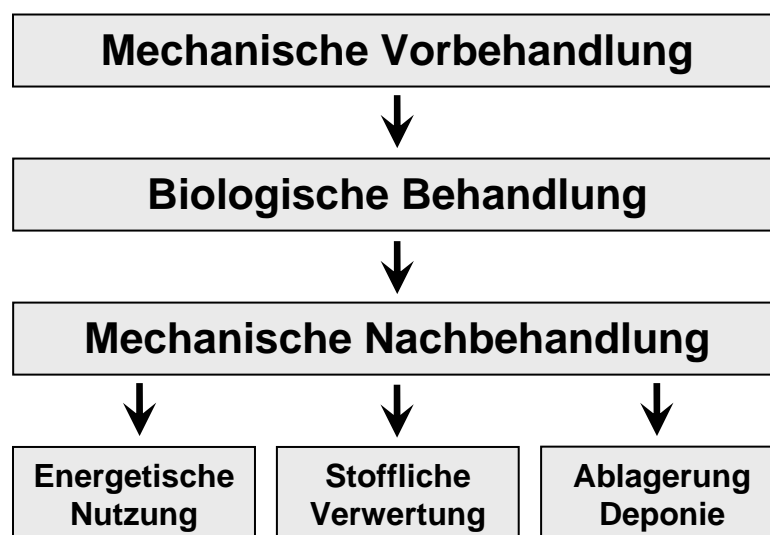 Mechanische Vorbehandlung
Biologische Behandlung
Mechanische Nachbehandlung
Energetische
Nutzung
Stoffliche
Verwertung
Ablagerung
Deponie